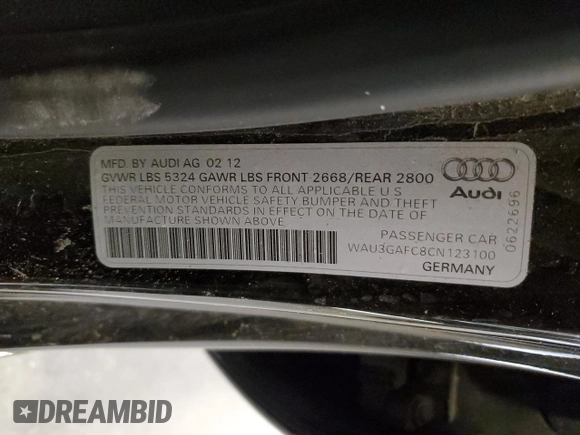 MFD. BY AUDI AG 02 12
GVWR LBS 5324 GAWR LBS FRONT 2668/REAR 2800
THIS VEHICLE CONFORMS TO ALL APPLICABLE U S
FEDERAL MOTOR VEHICLE SAFETY BUMPER AND THEFT
PREVENTION STANDARDS IN EFFECT ON THE DATE OF
MANUFACTURE SHOWN ABOVE
Audi
0622696
PASSENGER CAR
WAU3GAFC8CN123100
GERMANY
DREAMBID